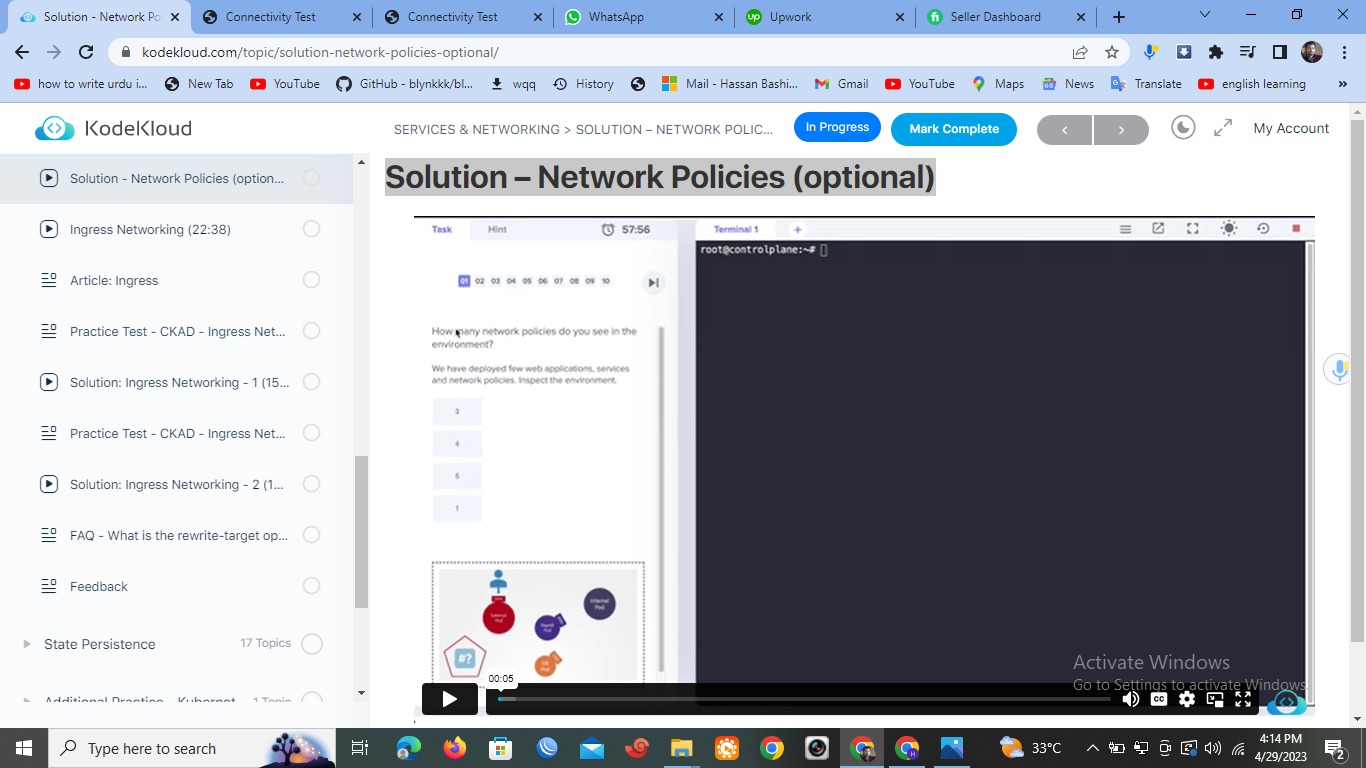 Solution - Network Po
Connectivity Test
Connectivity Test
WhatsApp
Upwork
Seller Dashboard
kodekloud.com/topic/solution-network-policies-optional/
how to write urdu i...
New Tab
YouTube
GitHub - blynkkk/bl...
wqq
History
Mail - Hassan Bashi...
Gmail
YouTube
Maps
News
Translate
english learning
KodeKloud
SERVICES & NETWORKING > SOLUTION – NETWORK POLIC...
In Progress
Mark Complete
My Account
Solution - Network Policies (option...
Ingress Networking (22:38)
Article: Ingress
Practice Test - CKAD - Ingress Net...
Solution: Ingress Networking - 1 (15...
Practice Test - CKAD - Ingress Net...
Solution: Ingress Networking - 2 (1...
FAQ - What is the rewrite-target op...
Feedback
State Persistence 17 Topics
Additional Practice - Kubernet 1 Topic
Solution – Network Policies (optional)
Task Hint 57:56
01 02 03 04 05 06 07 08 09 10
How many network policies do you see in the
environment?
We have deployed few web applications, services
and network policies. Inspect the environment.
3
4
5
1
Internal
Pod
#?
Terminal 1 +
root@controlplane:~#
00:05
CC
Activate Windows
Go to Settings to activate Windows.
Type here to search
33°C
4:14 PM
4/29/2023
2